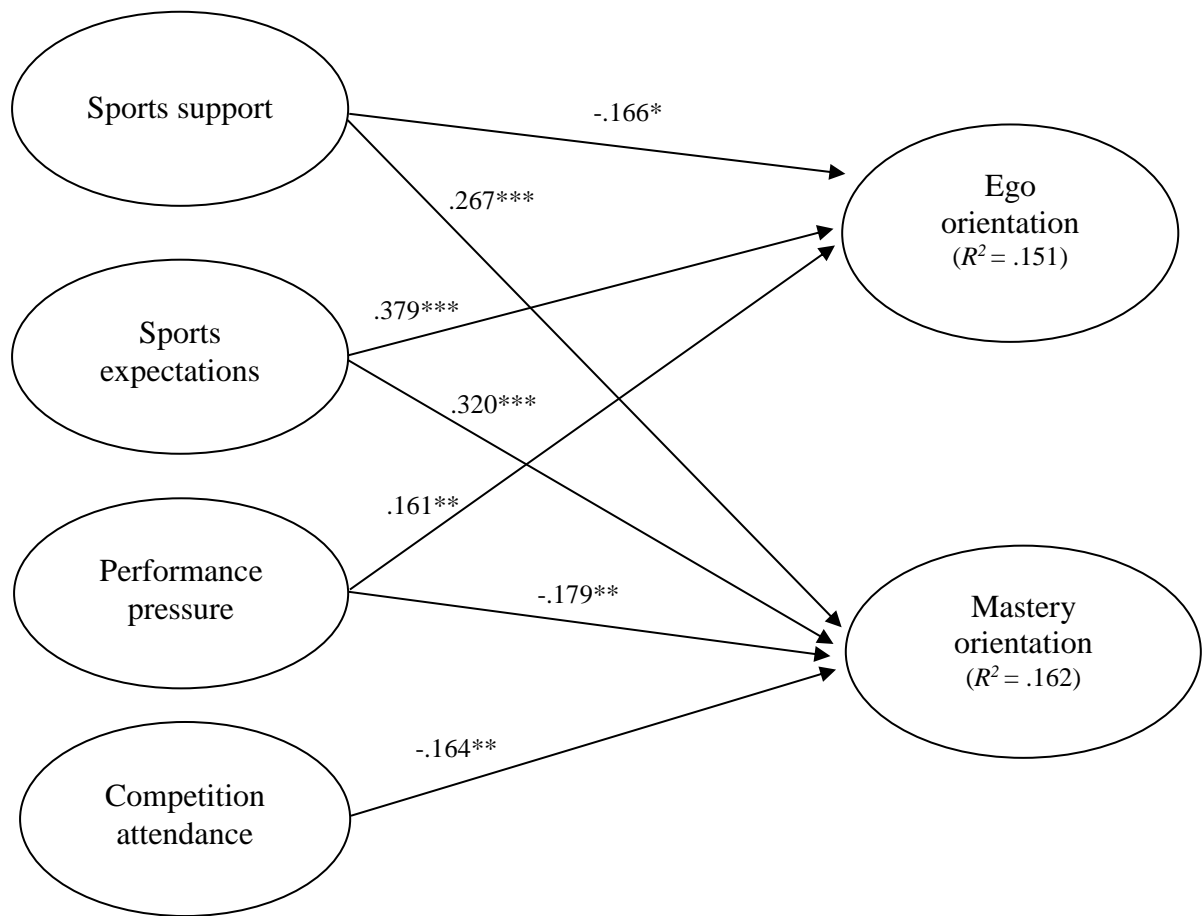 Sports support
-.166*
Ego
orientation
(R² = .151)
.267***
Sports
expectations
.379***
.320***
Performance
pressure
.161**
-.179**
Mastery
orientation
(R² = .162)
Competition
attendance
-.164**